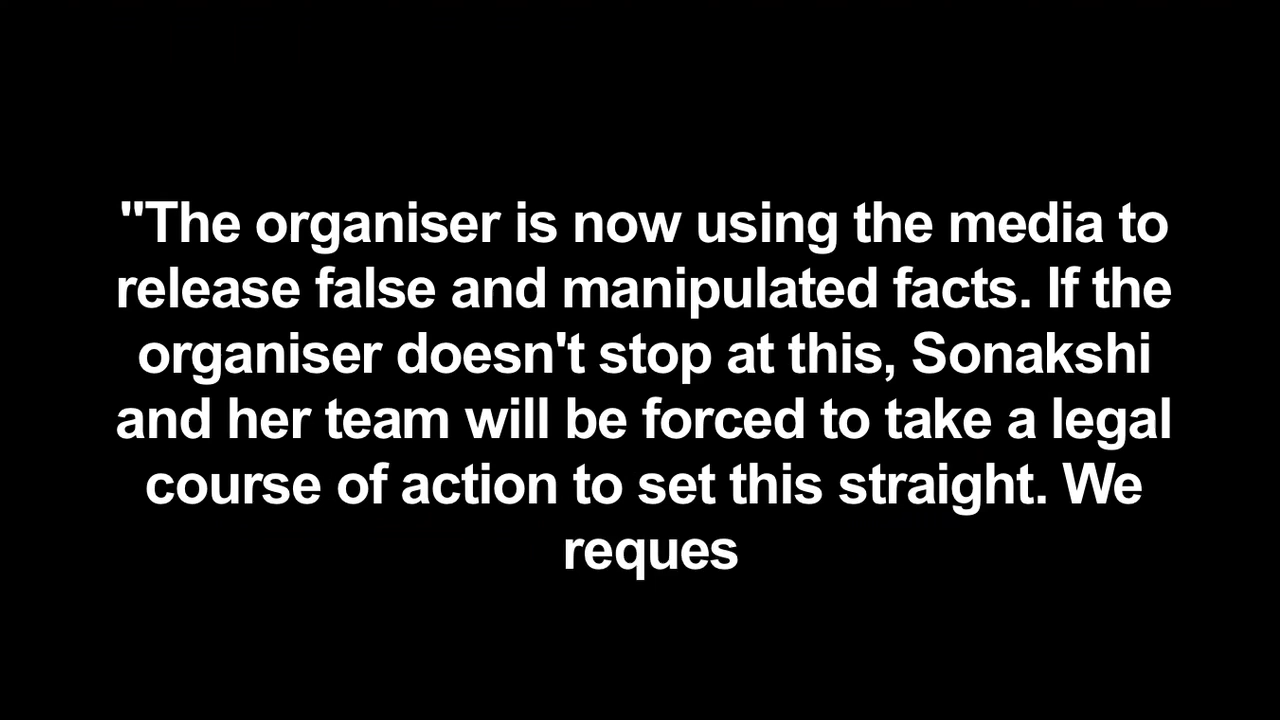 "The organiser is now using the media to
release false and manipulated facts. If the
organiser doesn't stop at this, Sonakshi
and her team will be forced to take a legal
course of action to set this straight. We
reques